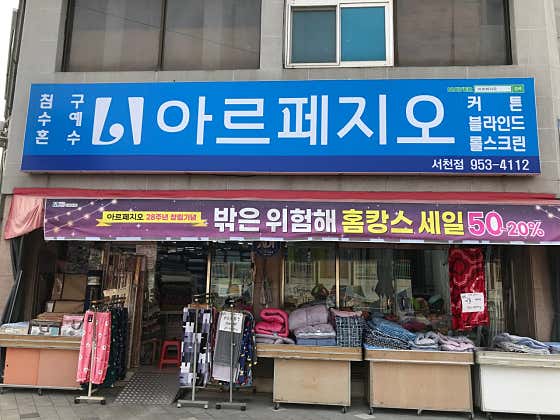 침수혼
구예수
아르페지오
커튼
블라인드
롤스크린
서천점 953-4112
아르페지오 28주년 창립기념
밖은 위험해 홈캉스 세일 50~20%